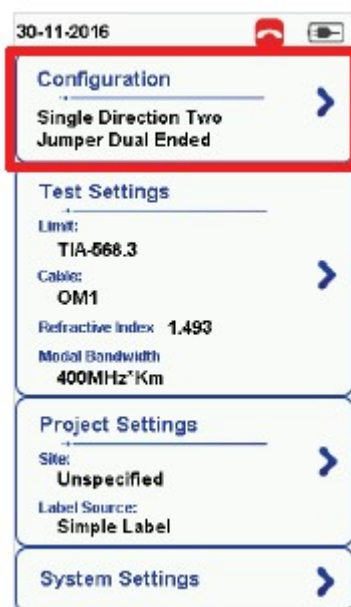 30-11-2016
Configuration
Single Direction Two
Jumper Dual Ended
Test Settings
Limit:
TIA-568.3
Cable:
OM1
Refractive Index 1.493
Modal Bandwidth
400MHz*Km
Project Settings
Site:
Unspecified
Label Source:
Simple Label
System Settings